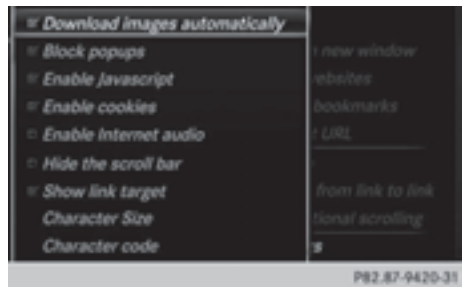 Download images automatically
Block popups
new window
Enable Javascript
ebsites
Enable cookies
bookmarks
Enable Internet audio
URL
Hide the scroll bar
Show link target
from link to link
Character Size
tional scrolling
Character code
P82.87-9420-31